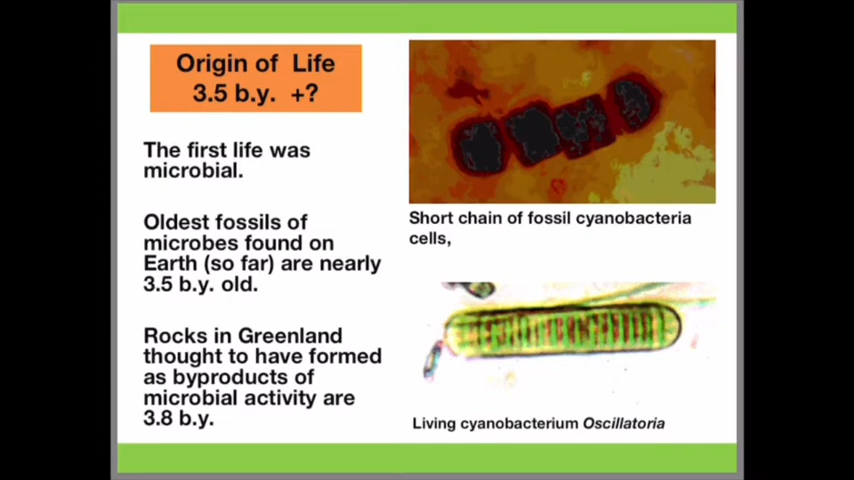 Origin of Life
3.5 b.y. +?
The first life was
microbial.
Oldest fossils of
microbes found on
Earth (so far) are nearly
3.5 b.y. old.
Rocks in Greenland
thought to have formed
as byproducts of
microbial activity are
3.8 b.y.
Short chain of fossil cyanobacteria
cells,
Living cyanobacterium Oscillatoria